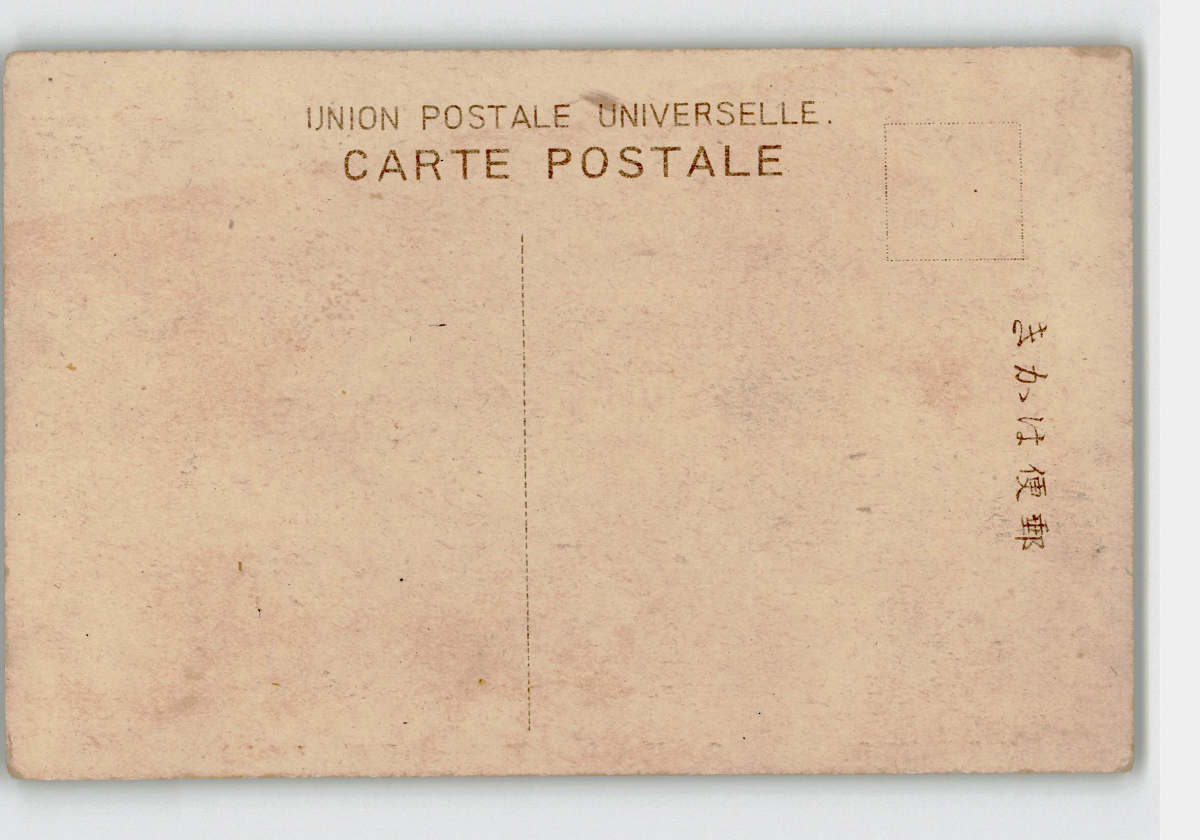 UNION POSTALE UNIVERSELLE.
CARTE POSTALE
郵便はかき